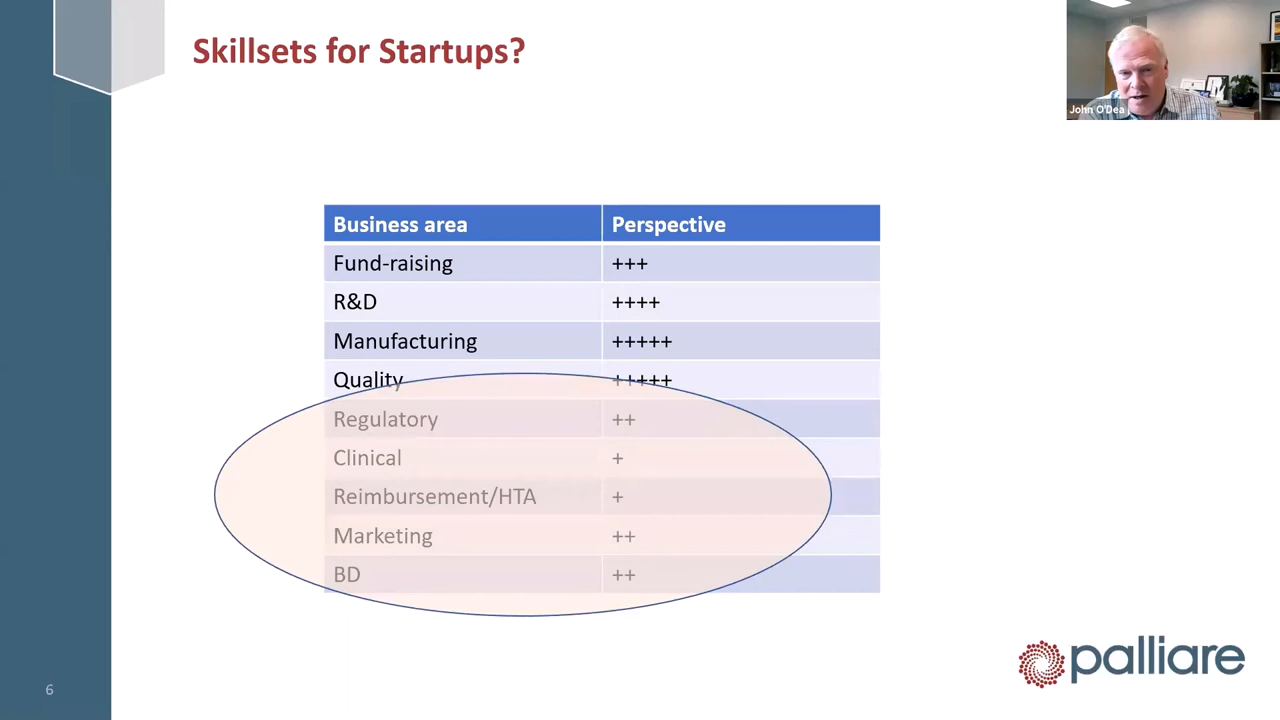 Skillsets for Startups?
John O'Dea
Business area Perspective
Fund-raising +++
R&D ++++
Manufacturing +++++
Quality +++++
Regulatory ++
Clinical +
Reimbursement/HTA +
Marketing ++
BD ++
palliare
6